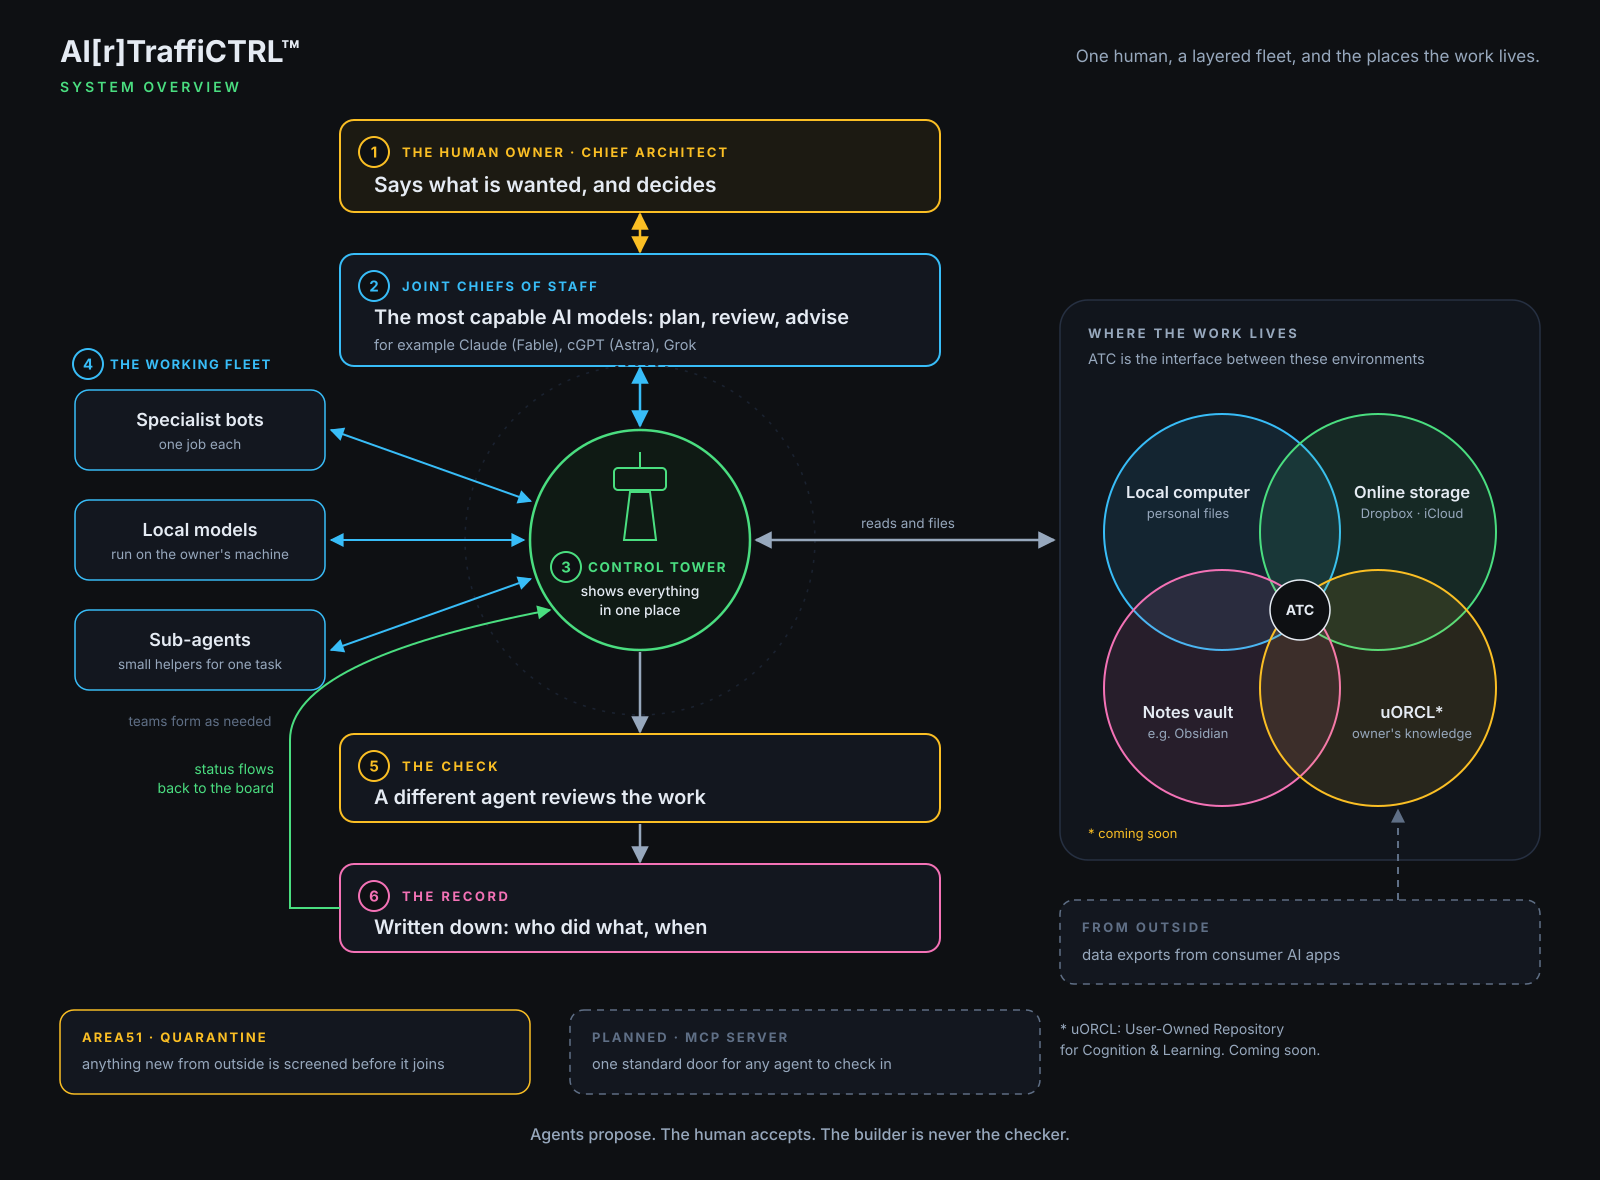 AI[r]TraffiCTRL™
SYSTEM OVERVIEW
One human, a layered fleet, and the places the work lives.
1 THE HUMAN OWNER · CHIEF ARCHITECT
Says what is wanted, and decides
2 JOINT CHIEFS OF STAFF
The most capable AI models: plan, review, advise
for example Claude (Fable), cGPT (Astra), Grok
4 THE WORKING FLEET
Specialist bots
one job each
Local models
run on the owner's machine
Sub-agents
small helpers for one task
teams form as needed
status flows
back to the board
3 CONTROL TOWER
shows everything
in one place
reads and files
5 THE CHECK
A different agent reviews the work
6 THE RECORD
Written down: who did what, when
WHERE THE WORK LIVES
ATC is the interface between these environments
Local computer
personal files
Online storage
Dropbox · iCloud
ATC
Notes vault
e.g. Obsidian
uORCL*
owner's knowledge
* coming soon
FROM OUTSIDE
data exports from consumer AI apps
AREA51 · QUARANTINE
anything new from outside is screened before it joins
PLANNED · MCP SERVER
one standard door for any agent to check in
* uORCL: User-Owned Repository
for Cognition & Learning. Coming soon.
Agents propose. The human accepts. The builder is never the checker.